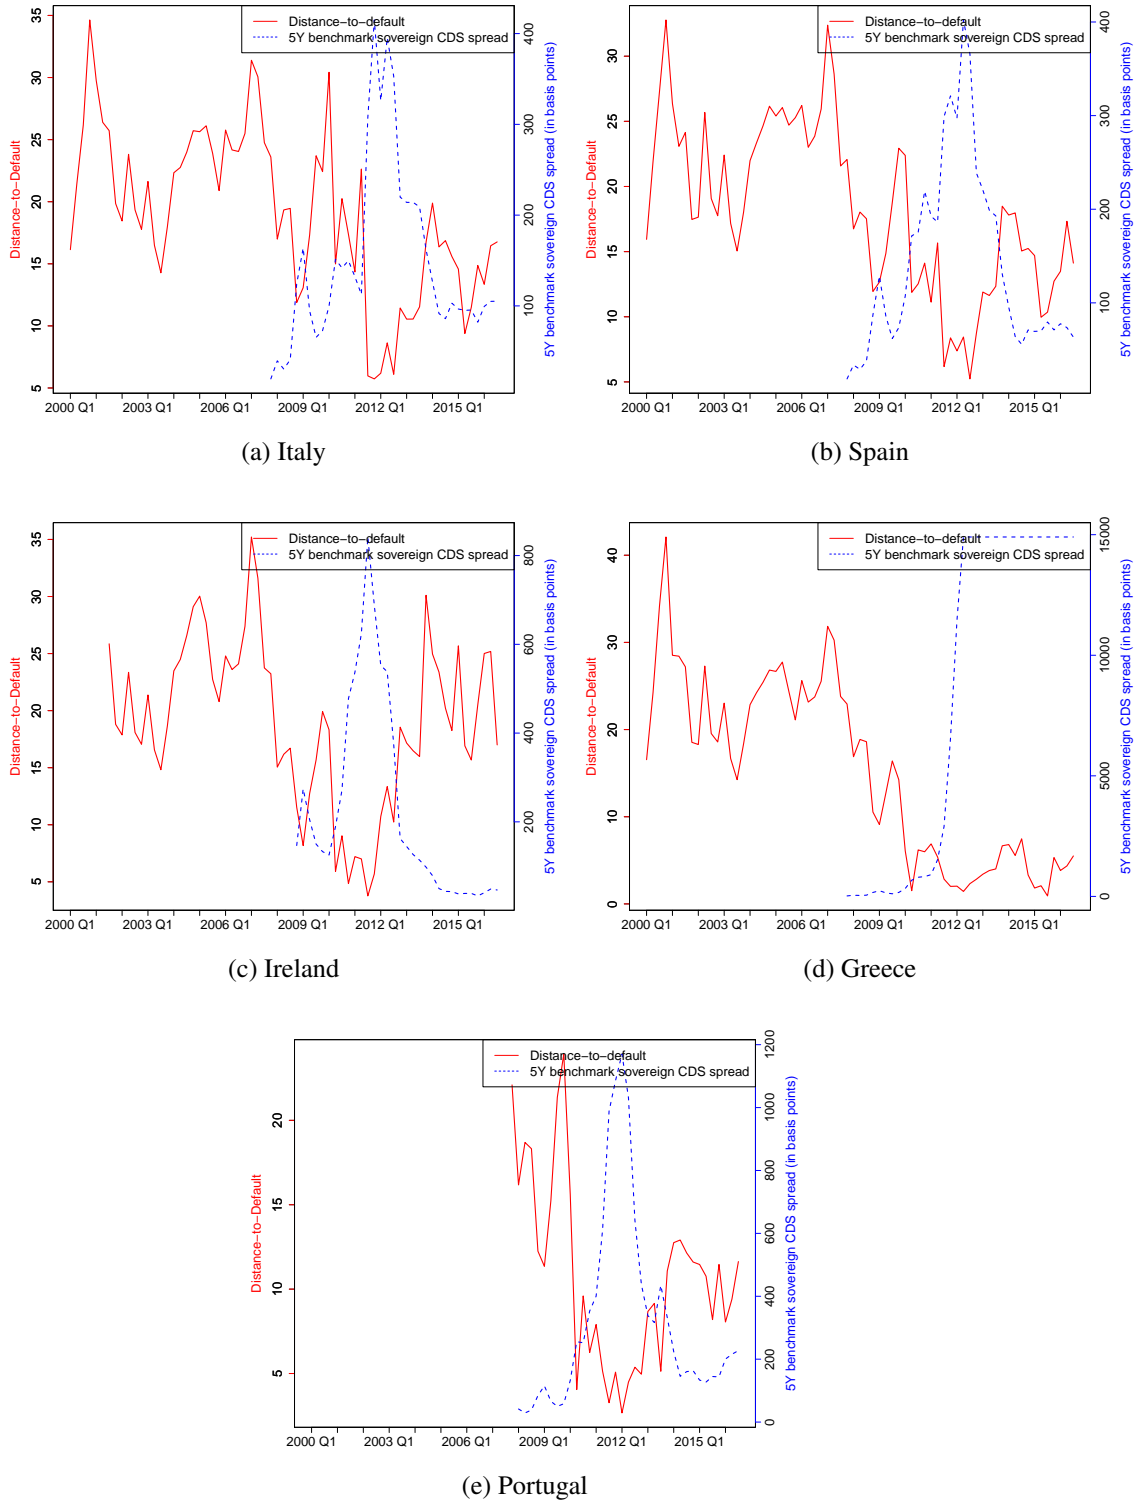 Distance-to-default
5Y benchmark sovereign CDS spread
Distance-to-Default
5 10 15 20 25 30 35
100 200 300 400
5Y benchmark sovereign CDS spread (in basis points)
2000 Q1 2003 Q1 2006 Q1 2009 Q1 2012 Q1 2015 Q1
(a) Italy
Distance-to-default
5Y benchmark sovereign CDS spread
Distance-to-Default
5 10 15 20 25 30
100 200 300 400
5Y benchmark sovereign CDS spread (in basis points)
2000 Q1 2003 Q1 2006 Q1 2009 Q1 2012 Q1 2015 Q1
(b) Spain
Distance-to-default
5Y benchmark sovereign CDS spread
Distance-to-Default
5 10 15 20 25 30 35
200 400 600 800
5Y benchmark sovereign CDS spread (in basis points)
2000 Q1 2003 Q1 2006 Q1 2009 Q1 2012 Q1 2015 Q1
(c) Ireland
Distance-to-default
5Y benchmark sovereign CDS spread
Distance-to-Default
0 10 20 30 40
0 5000 10000 15000
5Y benchmark sovereign CDS spread (in basis points)
2000 Q1 2003 Q1 2006 Q1 2009 Q1 2012 Q1 2015 Q1
(d) Greece
Distance-to-default
5Y benchmark sovereign CDS spread
Distance-to-Default
5 10 15 20
0 200 400 600 800 1000 1200
5Y benchmark sovereign CDS spread (in basis points)
2000 Q1 2003 Q1 2006 Q1 2009 Q1 2012 Q1 2015 Q1
(e) Portugal